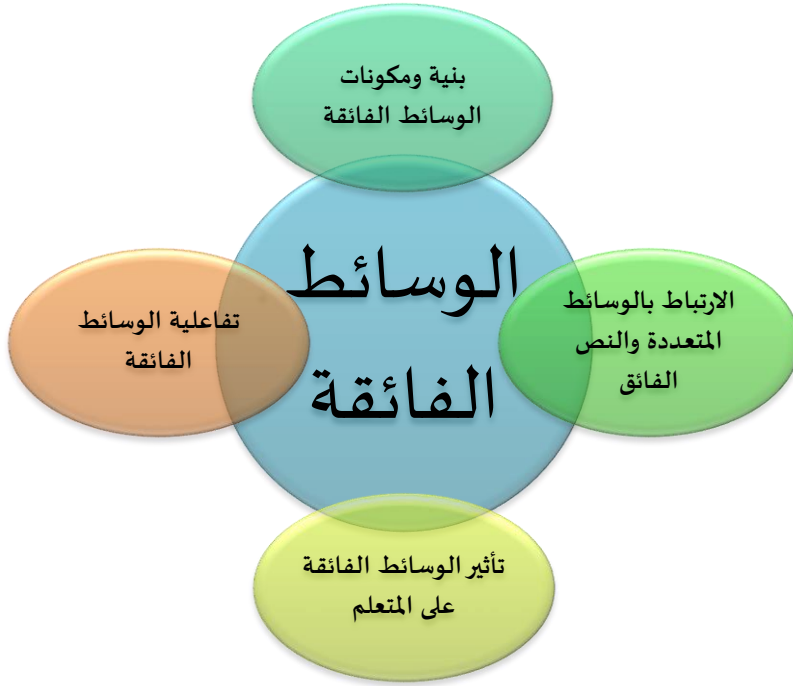 بنية ومكونات
الوسائط الفائقة
الوسائط
الفائقة
الارتباط بالوسائط
المتعددة والنص
الفائق
تفاعلية الوسائط
الفائقة
تأثير الوسائط الفائقة
على المتعلم